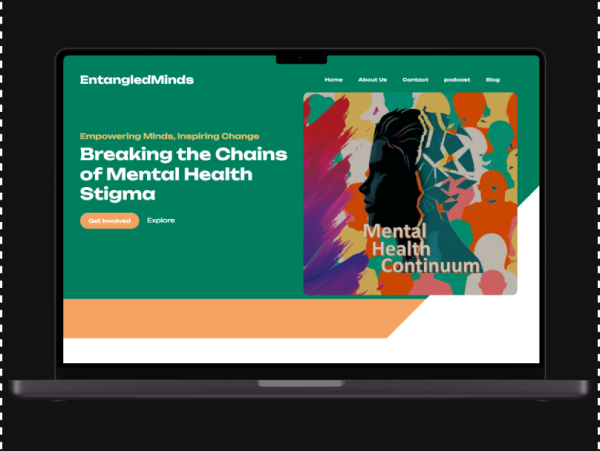 EntangledMinds
Home About Us Contact podcast Blog
Empowering Minds, Inspiring Change
Breaking the Chains
of Mental Health
Stigma
Get Involved Explore
Mental
Health
Continuum